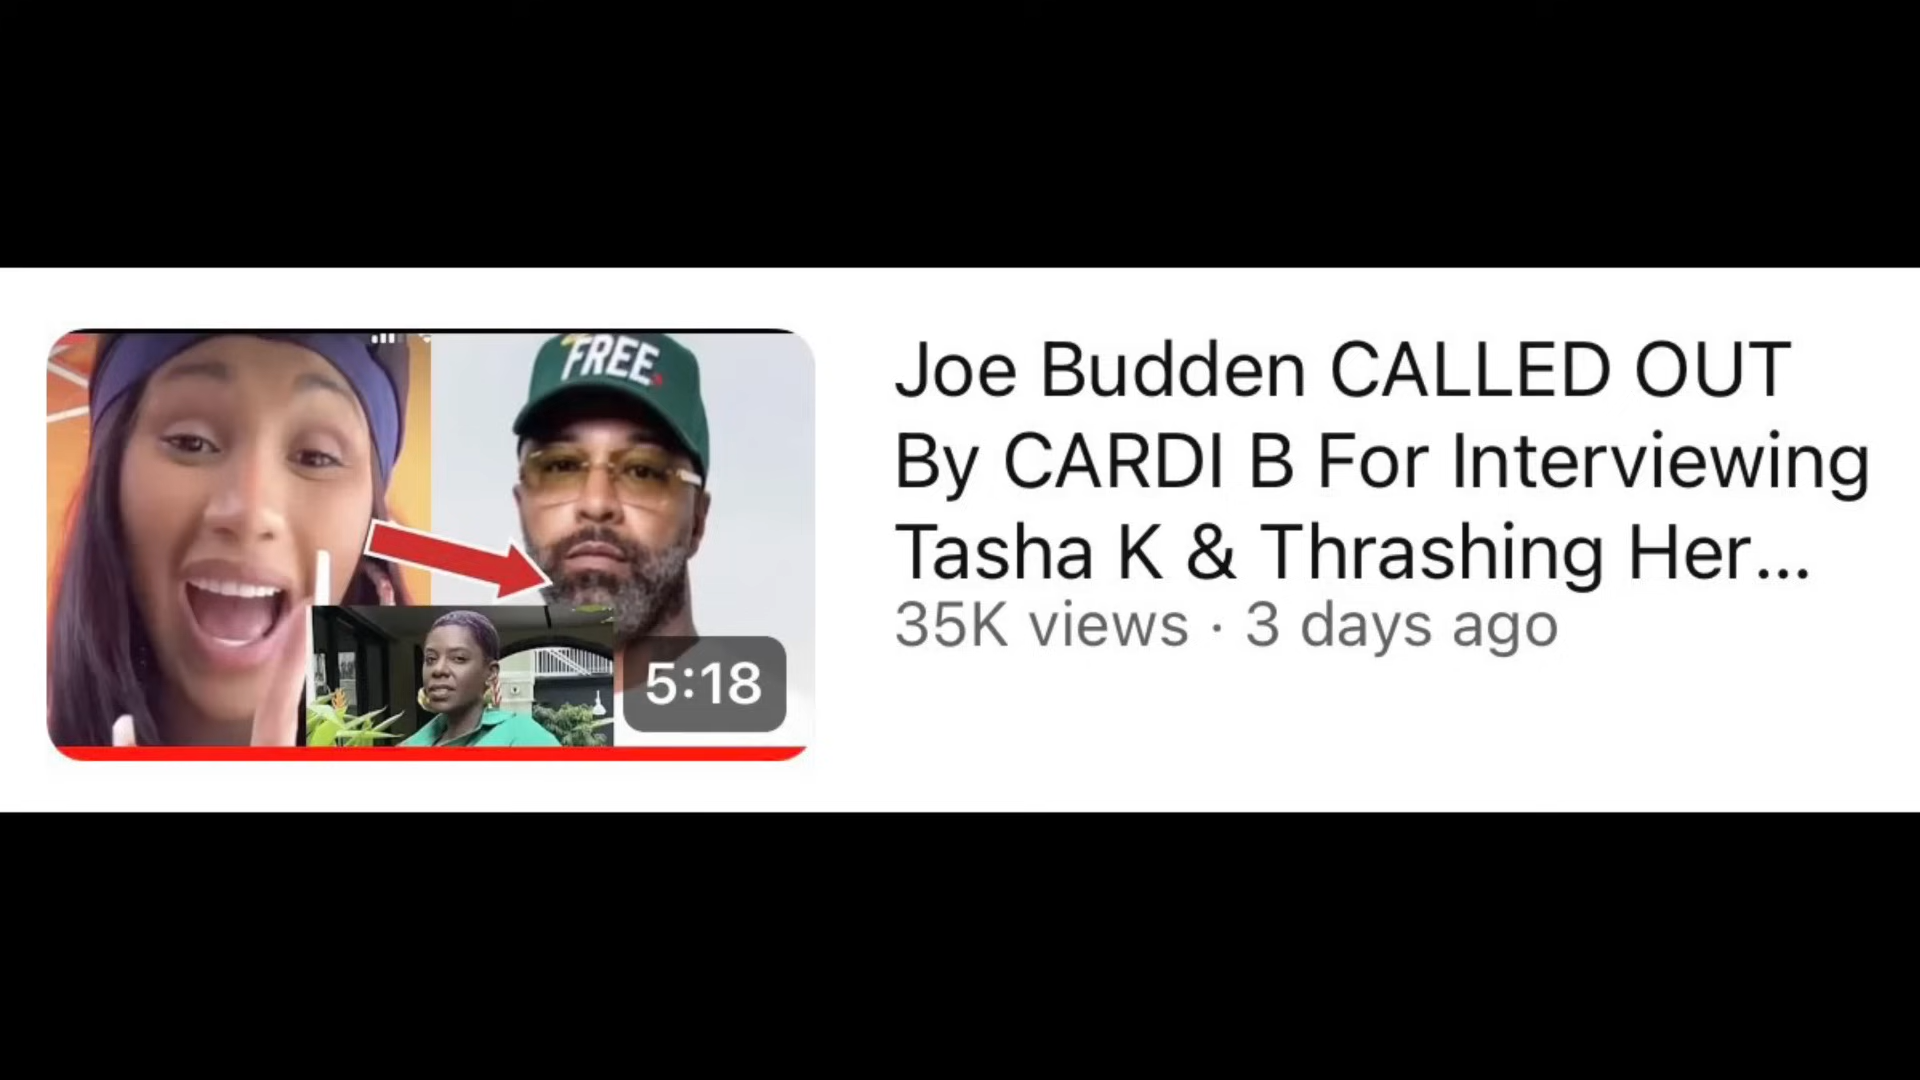 FREE.
5:18
Joe Budden CALLED OUT
By CARDI B For Interviewing
Tasha K & Thrashing Her...
35K views · 3 days ago